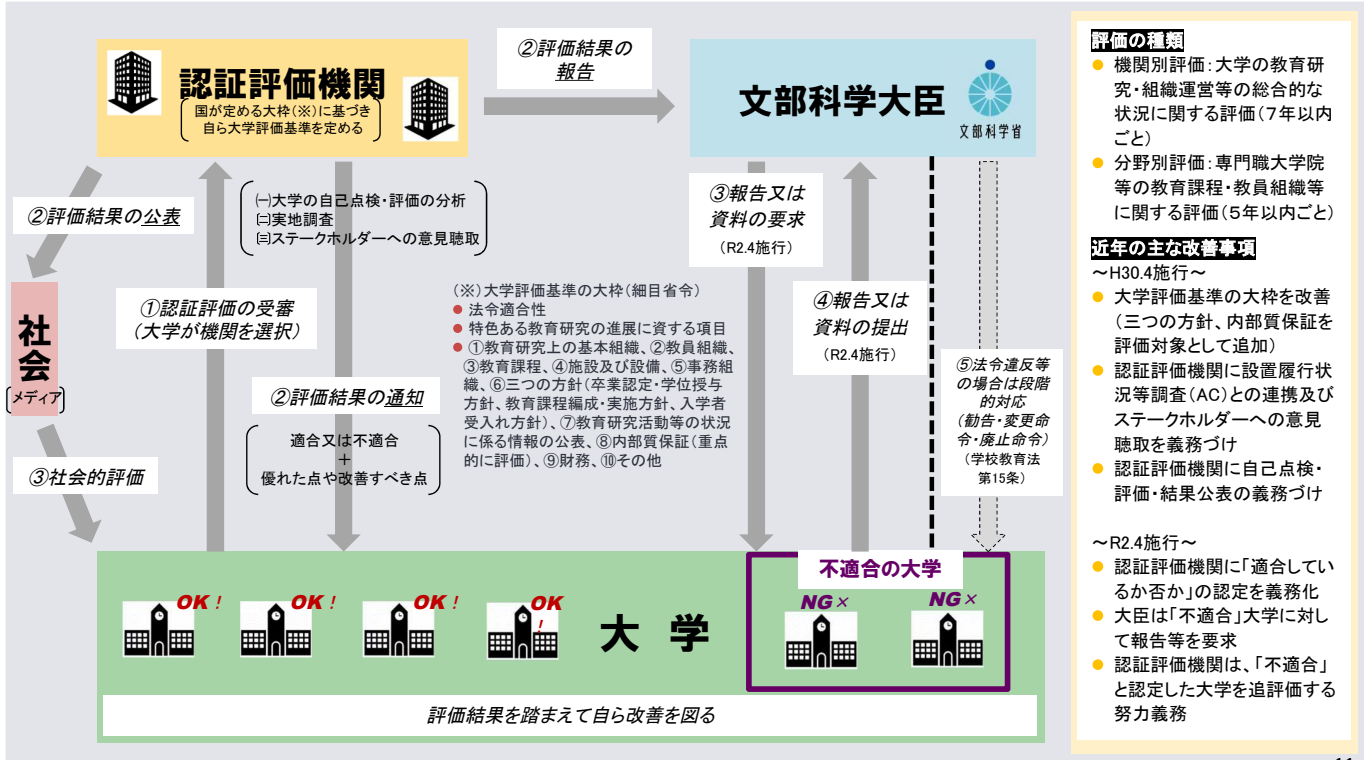 認証評価機関
国が定める大枠(※)に基づき
自ら大学評価基準を定める
②評価結果の
報告
文部科学大臣
文部科学省
②評価結果の公表
㈠大学の自己点検・評価の分析
㈡実地調査
㈢ステークホルダーへの意見聴取
③報告又は
資料の要求
(R2.4施行)
社会
(メディア)
①認証評価の受審
(大学が機関を選択)
(※)大学評価基準の大枠(細目省令)
● 法令適合性
● 特色ある教育研究の進展に資する項目
● ①教育研究上の基本組織、②教員組織、
③教育課程、④施設及び設備、⑤事務組
織、⑥三つの方針(卒業認定・学位授与
方針、教育課程編成・実施方針、入学者
受入れ方針)、⑦教育研究活動等の状況
に係る情報の公表、⑧内部質保証(重点
的に評価)、⑨財務、⑩その他
④報告又は
資料の提出
(R2.4施行)
⑤法令違反等
の場合は段階
的対応
(勧告・変更命
令・廃止命令)
(学校教育法
第15条)
②評価結果の通知
適合又は不適合
+
優れた点や改善すべき点
③社会的評価
不適合の大学
OK!
OK!
OK!
OK
!
大 学
NG×
NG×
評価結果を踏まえて自ら改善を図る
評価の種類
● 機関別評価:大学の教育研
究・組織運営等の総合的な
状況に関する評価(7年以内
ごと)
● 分野別評価:専門職大学院
等の教育課程・教員組織等
に関する評価(5年以内ごと)
近年の主な改善事項
～H30.4施行～
● 大学評価基準の大枠を改善
(三つの方針、内部質保証を
評価対象として追加)
● 認証評価機関に設置履行状
況等調査(AC)との連携及び
ステークホルダーへの意見
聴取を義務づけ
● 認証評価機関に自己点検・
評価・結果公表の義務づけ
～R2.4施行～
● 認証評価機関に「適合してい
るか否か」の認定を義務化
● 大臣は「不適合」大学に対し
て報告等を要求
● 認証評価機関は、「不適合」
と認定した大学を追評価する
努力義務